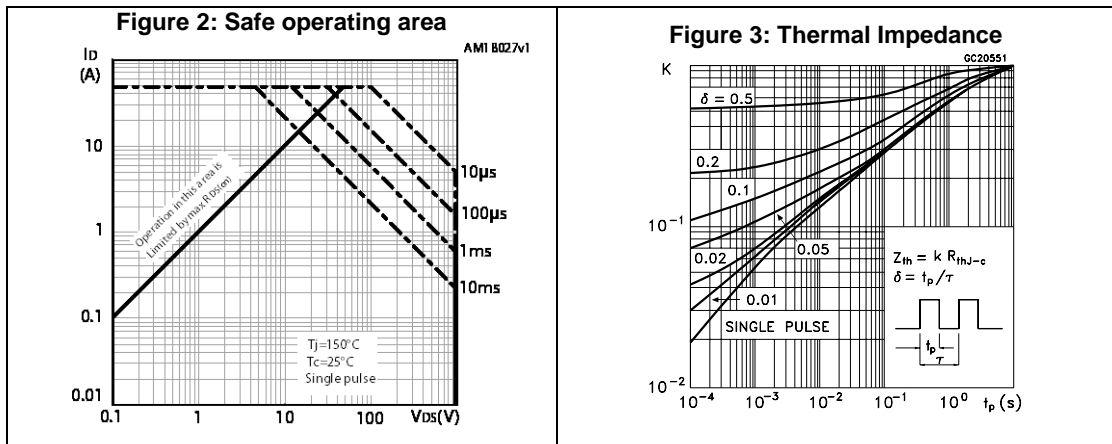 Figure 2: Safe operating area
AM1 B027v1
ID
(A)
10
1
0.1
0.01
Operation in this area is
Limited by max RDS(on)
10µs
100µs
1ms
10ms
Tj=150°C
Tc=25°C
Single pulse
0.1
1
10
100
VDS(V)
Figure 3: Thermal Impedance
GC20551
K
δ = 0.5
0.2
0.1
10⁻¹
0.05
0.02
0.01
SINGLE PULSE
Zth = k RthJ-c
δ = tp/τ
tp
τ
10⁻²
10⁻⁴
10⁻³
10⁻²
10⁻¹
10⁰
tp (s)